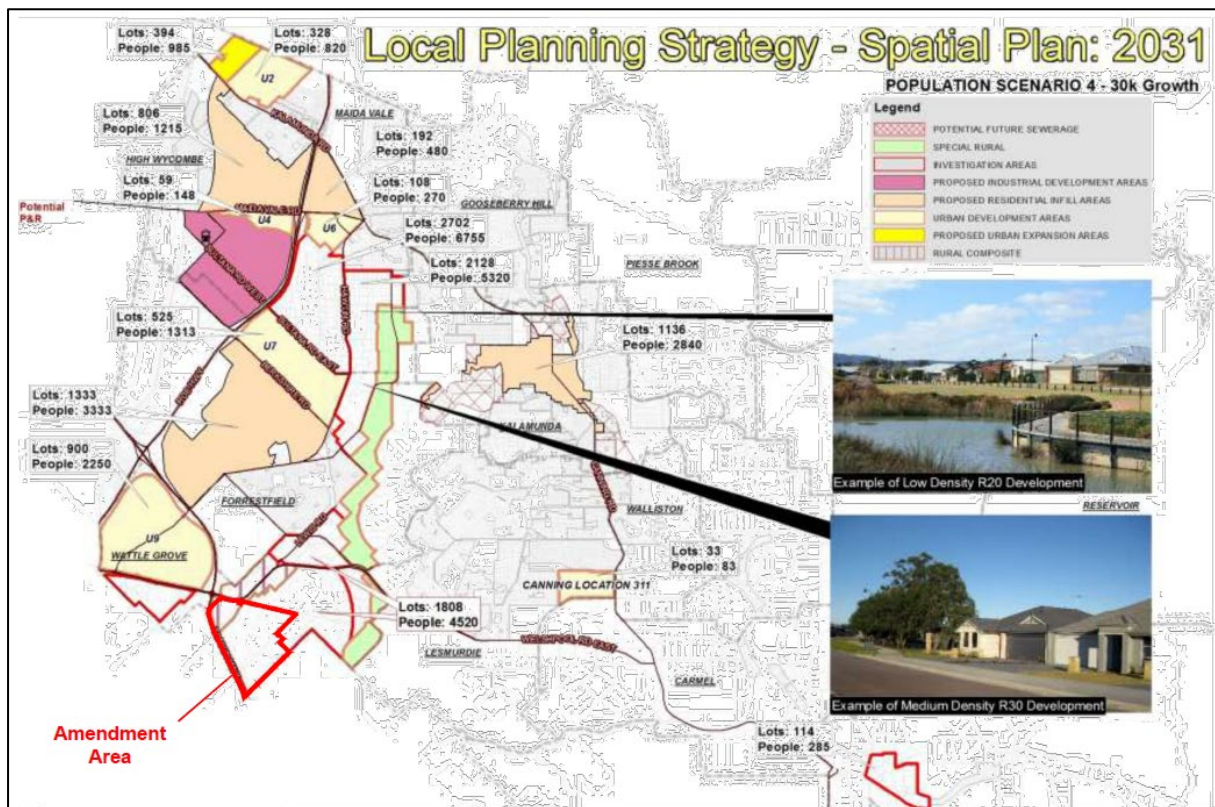 Local Planning Strategy - Spatial Plan: 2031
POPULATION SCENARIO 4 - 30k Growth
Legend
POTENTIAL FUTURE SEWERAGE
SPECIAL RURAL
INVESTIGATION AREAS
PROPOSED INDUSTRIAL DEVELOPMENT AREAS
PROPOSED RESIDENTIAL INFILL AREAS
URBAN DEVELOPMENT AREAS
PROPOSED URBAN EXPANSION AREAS
RURAL COMPOSITE
Lots: 394
People: 985
Lots: 328
People: 820
U2
MAIDA VALE
Lots: 806
People: 1215
Lots: 192
People: 480
HIGH WYCOMBE
Lots: 59
People: 148
Lots: 108
People: 270
GOOSEBERRY HILL
Potential
P&R
U4
U6
Lots: 2702
People: 6755
Lots: 2128
People: 5320
PIESSE BROOK
Lots: 525
People: 1313
U7
Lots: 1136
People: 2840
Lots: 1333
People: 3333
KALAMUNDA
Lots: 900
People: 2250
FORRESTFIELD
WALLISTON
RESERVOIR
U9
WATTLE GROVE
Lots: 33
People: 83
CANNING LOCATION 311
Lots: 1808
People: 4520
WELSHPOOL RD EAST
LESMURDIE
CARMEL
Lots: 114
People: 285
Amendment
Area
Example of Low Density R20 Development
Example of Medium Density R30 Development